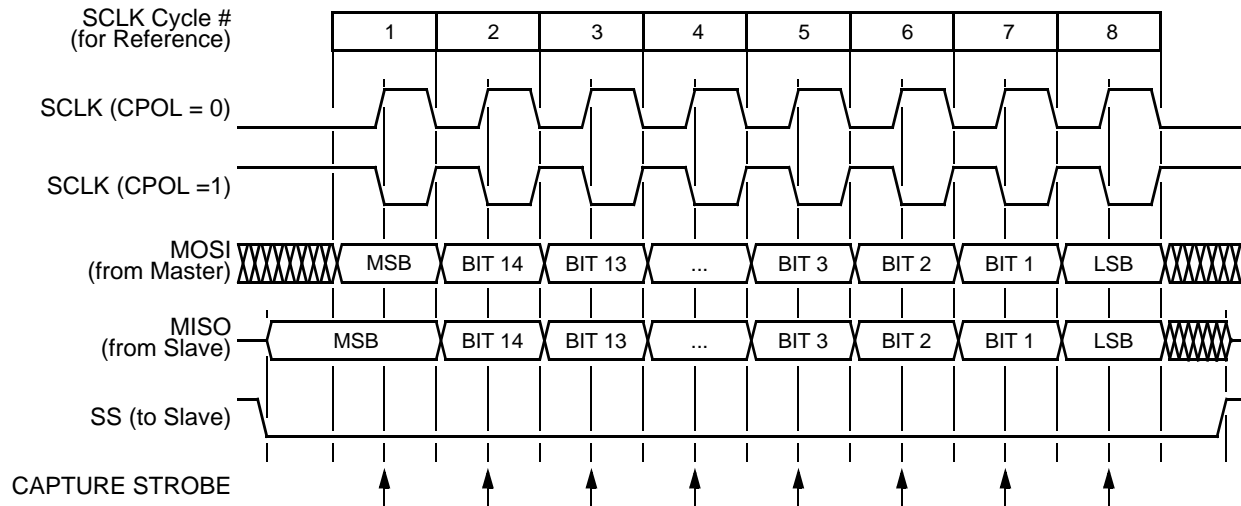 SCLK Cycle #
(for Reference)
1 2 3 4 5 6 7 8
SCLK (CPOL = 0)
SCLK (CPOL =1)
MOSI
(from Master)
MSB BIT 14 BIT 13 ... BIT 3 BIT 2 BIT 1 LSB
MISO
(from Slave)
MSB BIT 14 BIT 13 ... BIT 3 BIT 2 BIT 1 LSB
SS (to Slave)
CAPTURE STROBE